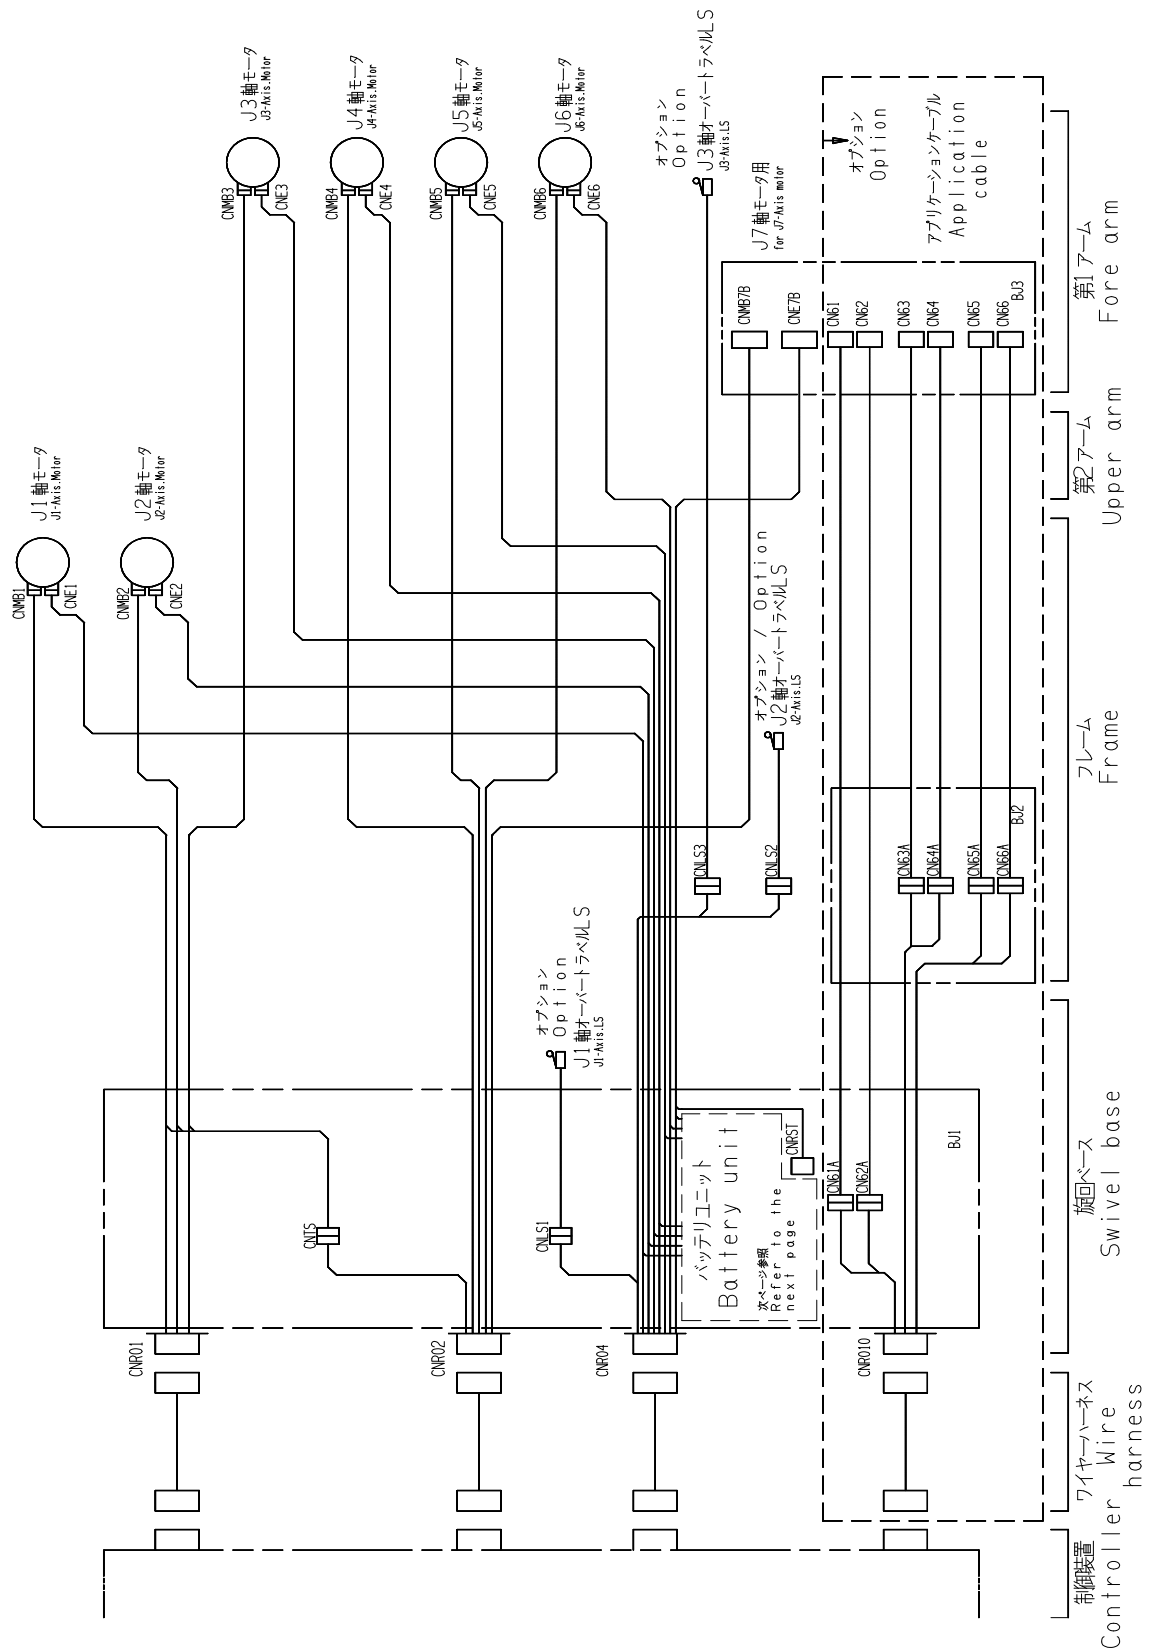 J1軸モータ
J1-Axis.Motor
CNMB1
CNE1
J2軸モータ
J2-Axis.Motor
CNMB2
CNE2
J3軸モータ
J3-Axis.Motor
CNMB3
CNE3
J4軸モータ
J4-Axis.Motor
CNMB4
CNE4
J5軸モータ
J5-Axis.Motor
CNMB5
CNE5
J6軸モータ
J6-Axis.Motor
CNMB6
CNE6
オプション
Option
J3軸オーバートラベルLS
J3-Axis.LS
J7軸モータ用
for J7-Axis motor
オプション
Option
アプリケーションケーブル
Application
cable
CNMB7B
CNE7B
CN61
CN62
CN63
CN64
CN65
CN66
BJ3
オプション / Option
J2軸オーバートラベルLS
J2-Axis.LS
CNLS3
CNLS2
CN63A
CN64A
CN65A
CN66A
BJ2
オプション
Option
J1軸オーバートラベルLS
J1-Axis.LS
CNTS
CNLS1
バッテリユニット
Battery unit
次ページ参照
Refer to the
next page
CNRST
CN61A
CN62A
BJ1
CNR01
CNR02
CNR04
CNR010
制御装置
Controller
ワイヤーハーネス
Wire
harness
旋回ベース
Swivel base
フレーム
Frame
第2アーム
Upper arm
第1アーム
Fore arm